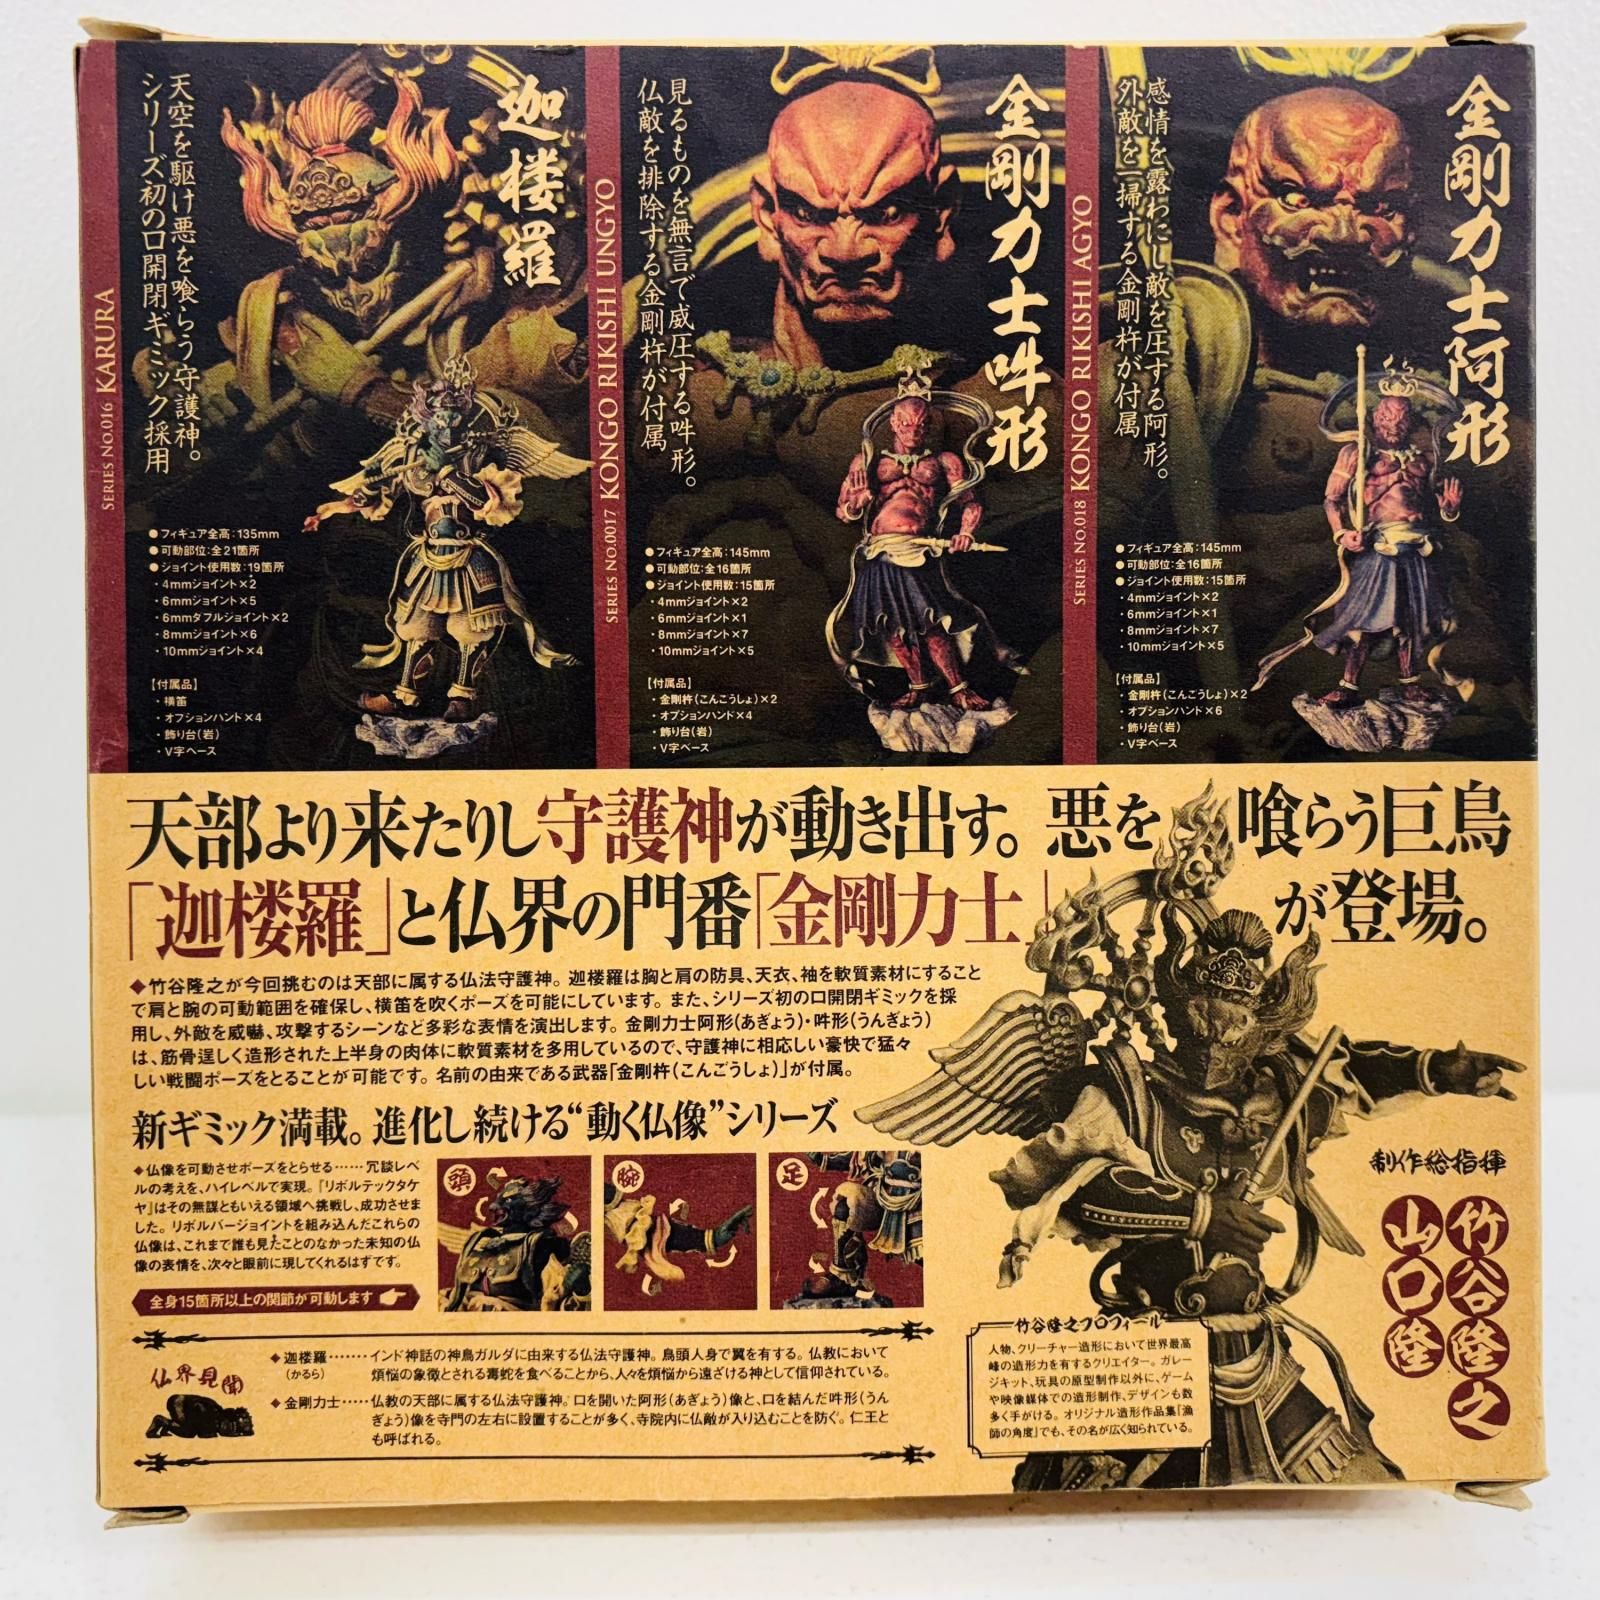 迦楼羅
天空を駆け悪を喰らう守護神。
シリーズ初の口開閉ギミック採用
SERIES NO.016 KARURA
●フィギュア全高：135mm
●可動部位：全21箇所
●ジョイント使用数：19箇所
・4mmジョイント×2
・6mmジョイント×5
・6mmダブルジョイント×2
・8mmジョイント×6
・10mmジョイント×4
【付属品】
・横笛
・オプションハンド×4
・飾り台（岩）
・V字ベース
金剛力士吽形
見るものを無言で威圧する吽形。
仏敵を排除する金剛杵が付属
SERIES NO.0017 KONGO RIKISHI UNGYO
●フィギュア全高：145mm
●可動部位：全16箇所
●ジョイント使用数：15箇所
・4mmジョイント×2
・6mmジョイント×1
・8mmジョイント×7
・10mmジョイント×5
【付属品】
・金剛杵（こんごうしょ）×2
・オプションハンド×4
・飾り台（岩）
・V字ベース
金剛力士阿形
感情を露わにし敵を圧する阿形。
外敵を一掃する金剛杵が付属
SERIES NO.018 KONGO RIKISHI AGYO
●フィギュア全高：145mm
●可動部位：全16箇所
●ジョイント使用数：15箇所
・4mmジョイント×2
・6mmジョイント×1
・8mmジョイント×7
・10mmジョイント×5
【付属品】
・金剛杵（こんごうしょ）×2
・オプションハンド×6
・飾り台（岩）
・V字ベース
天部より来たりし守護神が動き出す。悪を喰らう巨鳥
「迦楼羅」と仏界の門番「金剛力士」が登場。
◆竹谷隆之が今回挑むのは天部に属する仏法守護神。迦楼羅は胸と肩の防具、天衣、袖を軟質素材にすること
で肩と腕の可動範囲を確保し、横笛を吹くポーズを可能にしています。また、シリーズ初の口開閉ギミックを採
用し、外敵を威嚇、攻撃するシーンなど多彩な表情を演出します。金剛力士阿形（あぎょう）・吽形（うんぎょう）
は、筋骨逞しく造形された上半身の肉体に軟質素材を多用しているので、守護神に相応しい豪快で猛々
しい戦闘ポーズをとることが可能です。名前の由来である武器「金剛杵（こんごうしょ）」が付属。
新ギミック満載。進化し続ける“動く仏像”シリーズ
◆仏像を可動させポーズをとらせる……冗談レベ
ルの考えを、ハイレベルで実現。『リボルテックタケ
ヤ』はその無謀ともいえる領域へ挑戦し、成功させま
した。リボルバージョイントを組み込んだこれらの
仏像は、これまで誰も見たことのなかった未知の仏
像の表情を、次々と眼前に現してくれるはずです。
全身15箇所以上の関節が可動します
頭
腕
足
制作総指揮
竹谷隆之
山口隆
仏界見聞
◆迦楼羅………インド神話の神鳥ガルダに由来する仏法守護神。鳥頭人身で翼を有する。仏教において
（かるら）
煩悩の象徴とされる毒蛇を食べることから、人々を煩悩から遠ざける神として信仰されている。
◆金剛力士……仏教の天部に属する仏法守護神。口を開いた阿形（あぎょう）像と、口を結んだ吽形（うん
ぎょう）像を寺門の左右に設置することが多く、寺院内に仏敵が入り込むことを防ぐ。仁王と
も呼ばれる。
竹谷隆之プロフィール
人物、クリーチャー造形において世界最高
峰の造形力を有するクリエイター。ガレー
ジキット、玩具の原型制作以外に、ゲーム
や映像媒体での造形制作、デザインも数
多く手がける。オリジナル造形作品集『漁
師の角度』でも、その名が広く知られている。